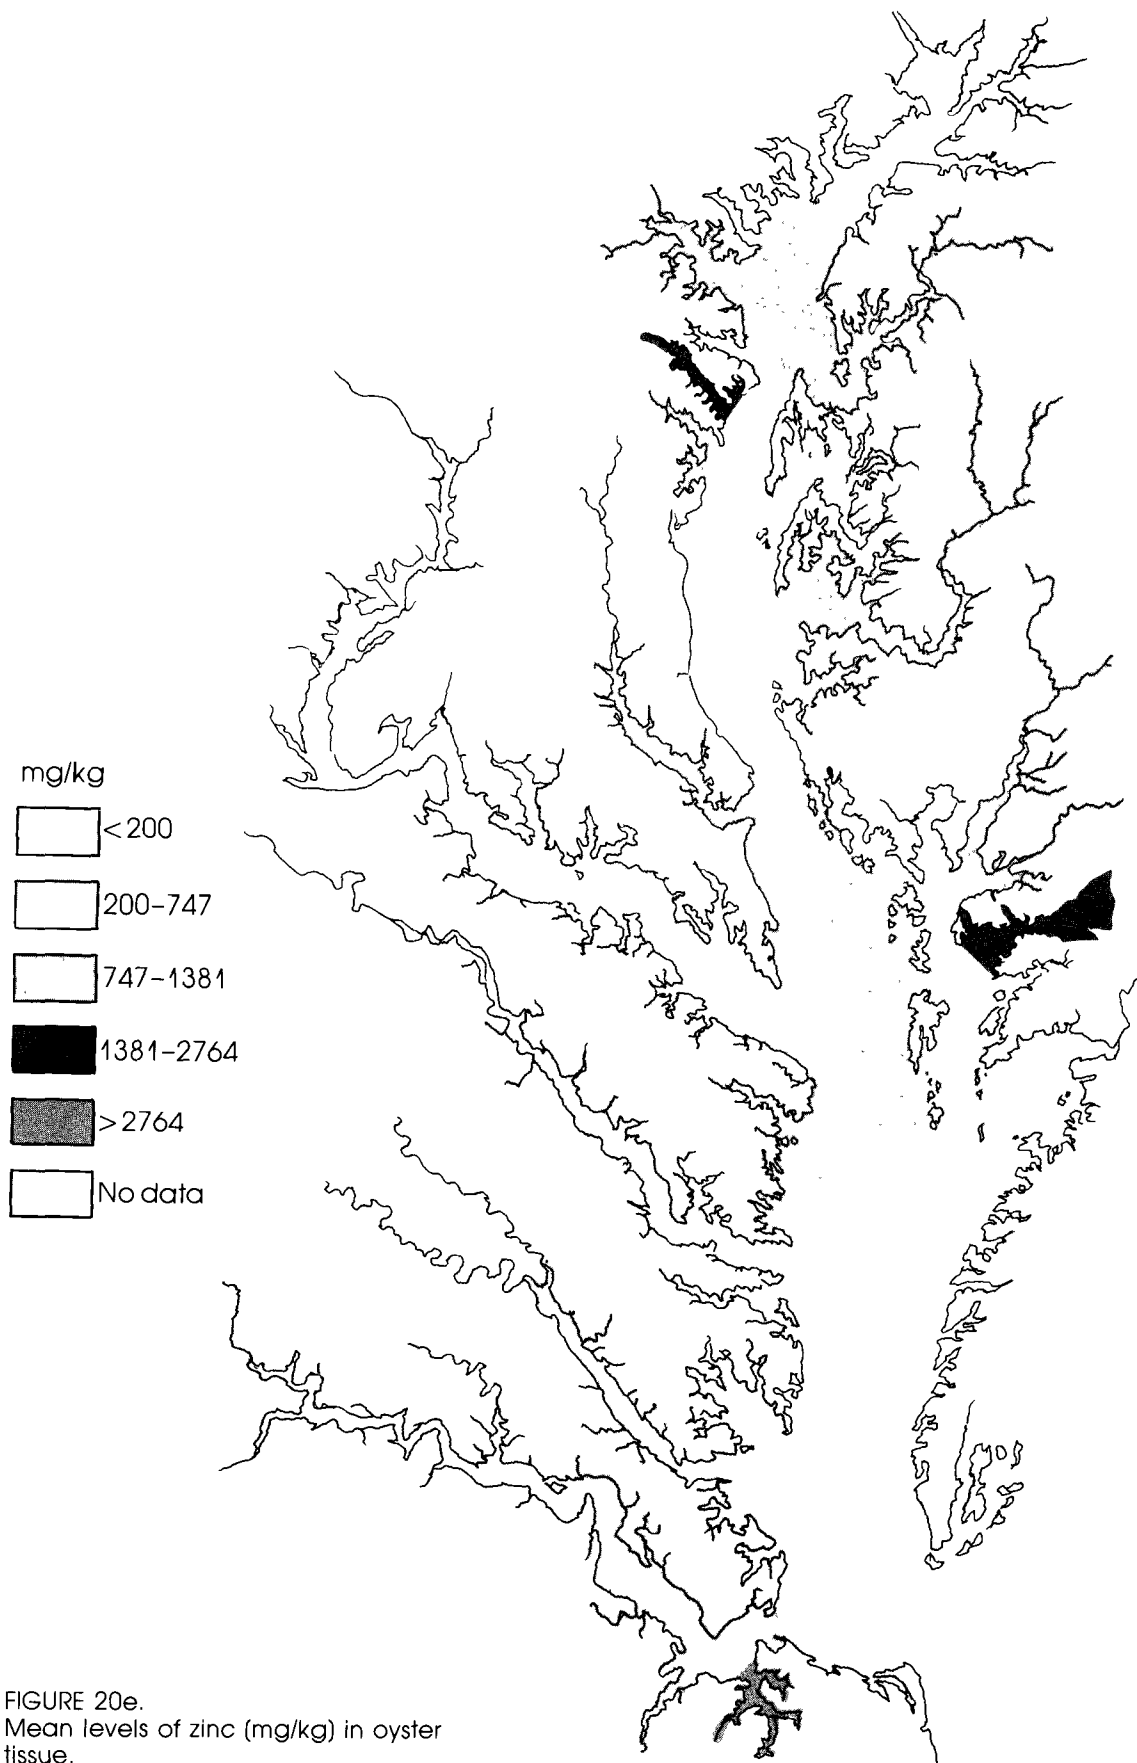 mg/kg
<200
200-747
747-1381
1381-2764
>2764
No data
FIGURE 20e.
Mean levels of zinc (mg/kg) in oyster
tissue.